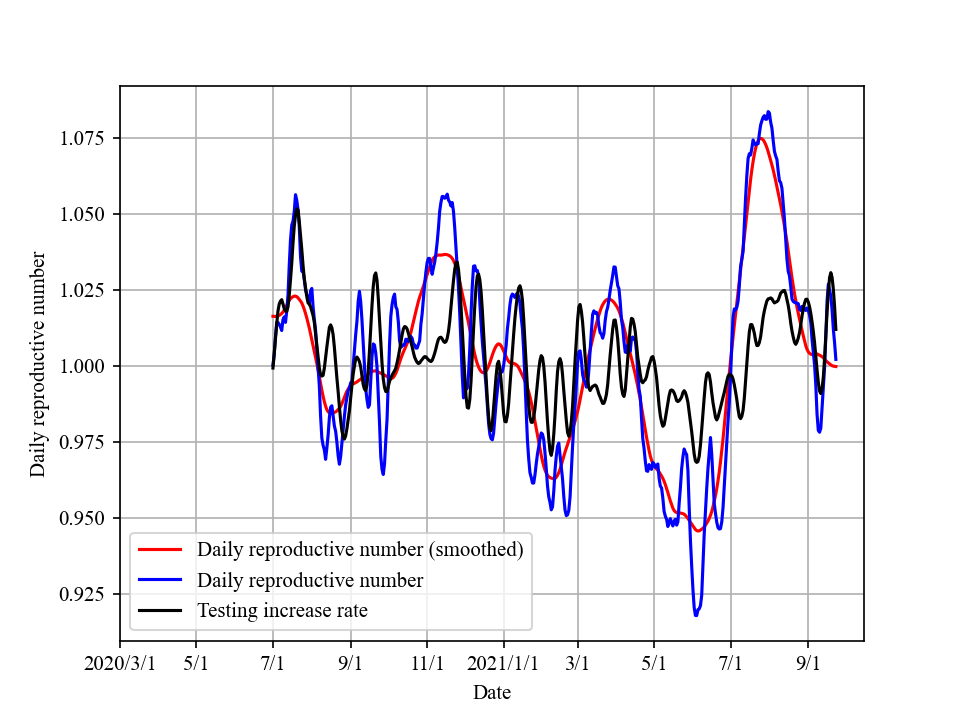 1.075
1.050
1.025
1.000
0.975
0.950
0.925
Daily reproductive number
Daily reproductive number (smoothed)
Daily reproductive number
Testing increase rate
2020/3/1 5/1 7/1 9/1 11/1 2021/1/1 3/1 5/1 7/1 9/1
Date